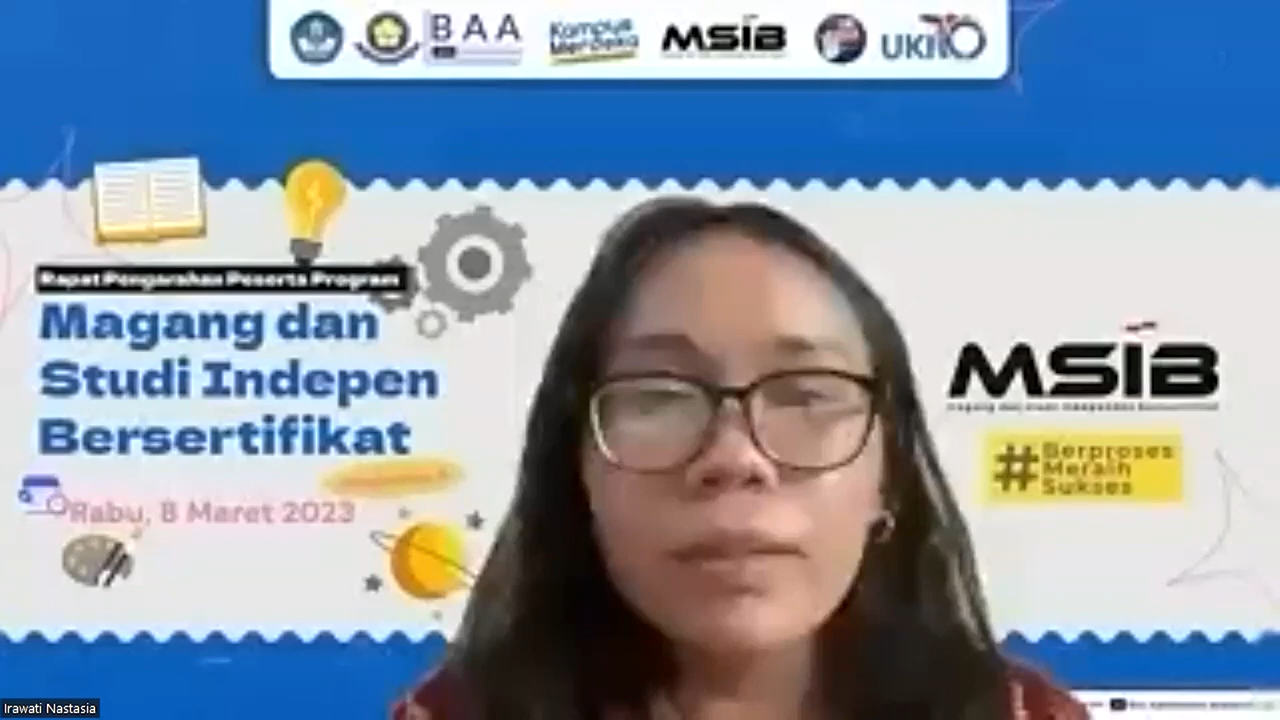 BAA
Kampus
Merdeka
MSIB
UKI
Rapat Pengarahan Peserta Program
Magang dan
Studi Indepen
Bersertifikat
Rabu, 8 Maret 2023
MSIB
#Berproses
Meraih
Sukses
Irawati Nastasia